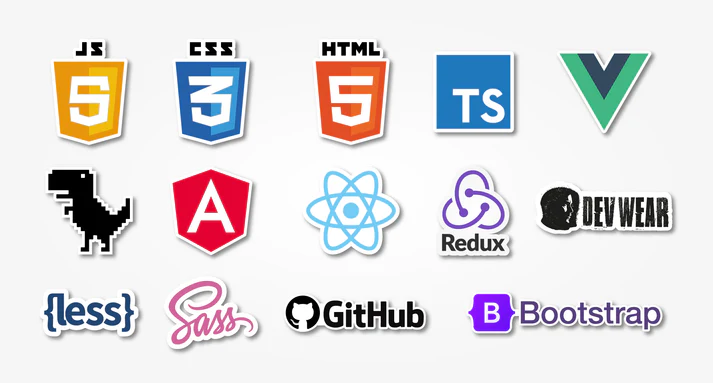 JS
5
CSS
3
HTML
5
TS
A
Redux
DEV WEAR
{less}
Sass
GitHub
B Bootstrap